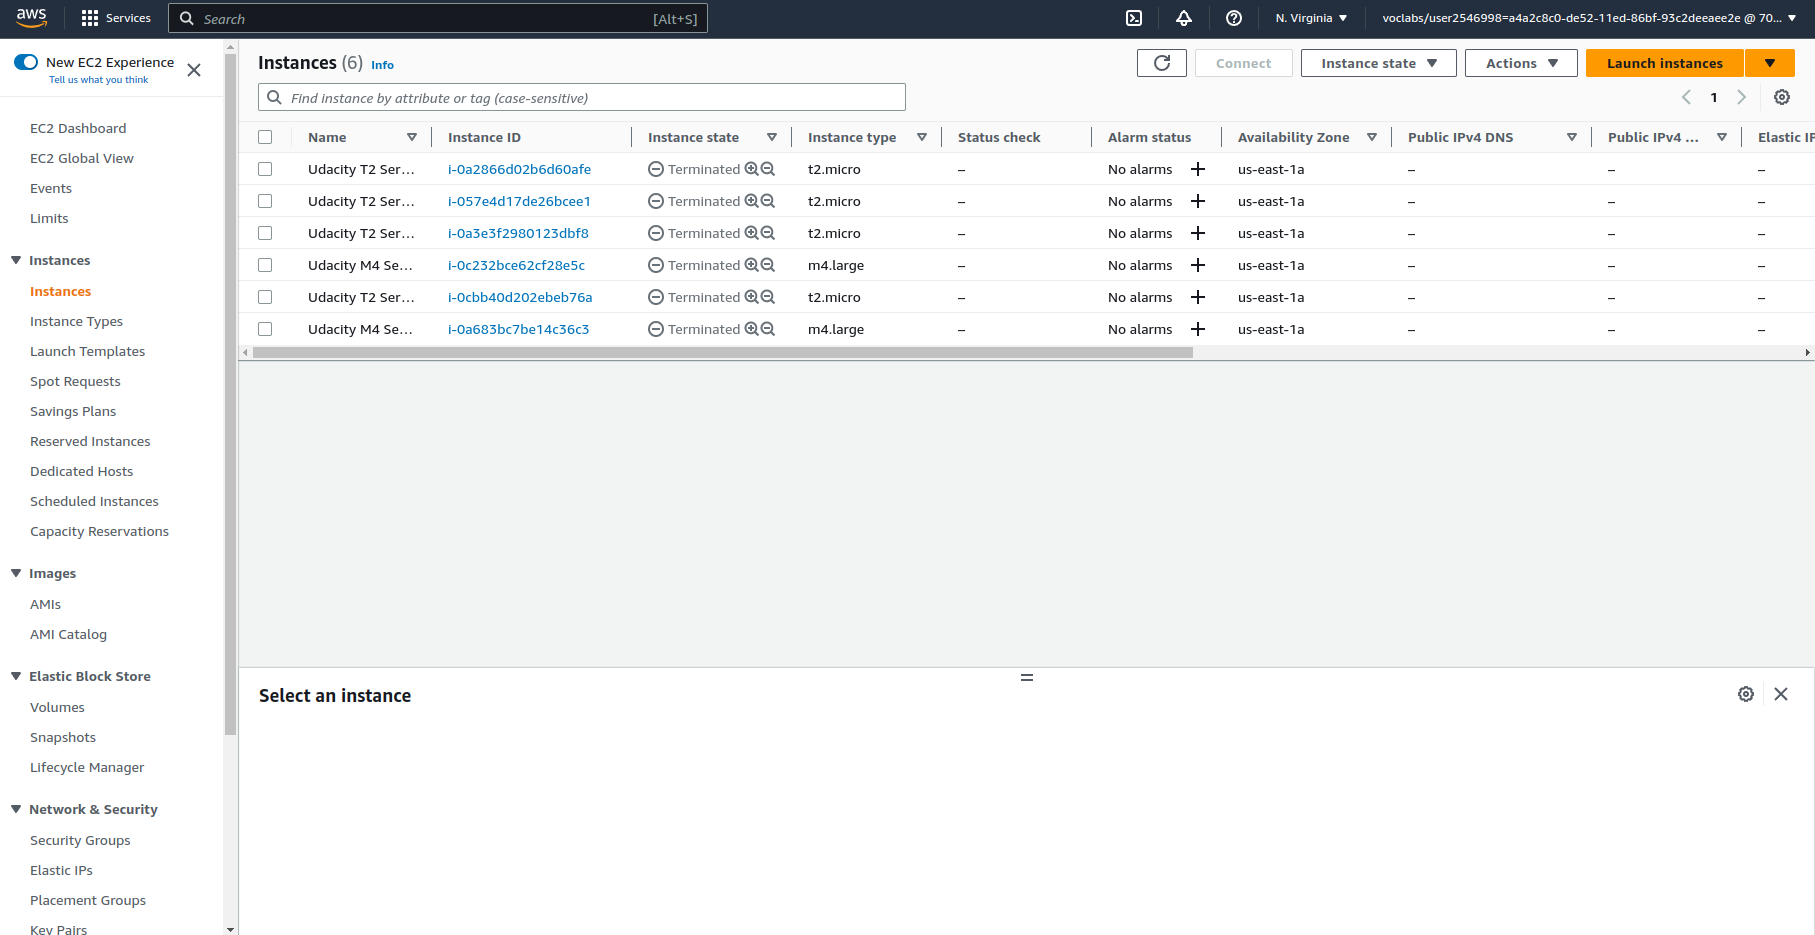 aws Services Search [Alt+S] N. Virginia voclabs/user2546998=a4a2c8c0-de52-11ed-86bf-93c2deeaee2e @ 70...
New EC2 Experience
Tell us what you think
EC2 Dashboard
EC2 Global View
Events
Limits
Instances
Instances
Instance Types
Launch Templates
Spot Requests
Savings Plans
Reserved Instances
Dedicated Hosts
Scheduled Instances
Capacity Reservations
Images
AMIs
AMI Catalog
Elastic Block Store
Volumes
Snapshots
Lifecycle Manager
Network & Security
Security Groups
Elastic IPs
Placement Groups
Key Pairs
Instances (6) Info Connect Instance state Actions Launch instances
Find instance by attribute or tag (case-sensitive) 1
Name Instance ID Instance state Instance type Status check Alarm status Availability Zone Public IPv4 DNS Public IPv4 ... Elastic IP
Udacity T2 Ser... i-0a2866d02b6d60afe Terminated t2.micro – No alarms + us-east-1a – – –
Udacity T2 Ser... i-057e4d17de26bcee1 Terminated t2.micro – No alarms + us-east-1a – – –
Udacity T2 Ser... i-0a3e3f2980123dbf8 Terminated t2.micro – No alarms + us-east-1a – – –
Udacity M4 Se... i-0c232bce62cf28e5c Terminated m4.large – No alarms + us-east-1a – – –
Udacity T2 Ser... i-0cbb40d202ebeb76a Terminated t2.micro – No alarms + us-east-1a – – –
Udacity M4 Se... i-0a683bc7be14c36c3 Terminated m4.large – No alarms + us-east-1a – – –
Select an instance